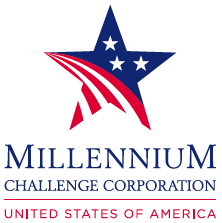 MILLENNIUM
CHALLENGE CORPORATION
UNITED STATES OF AMERICA